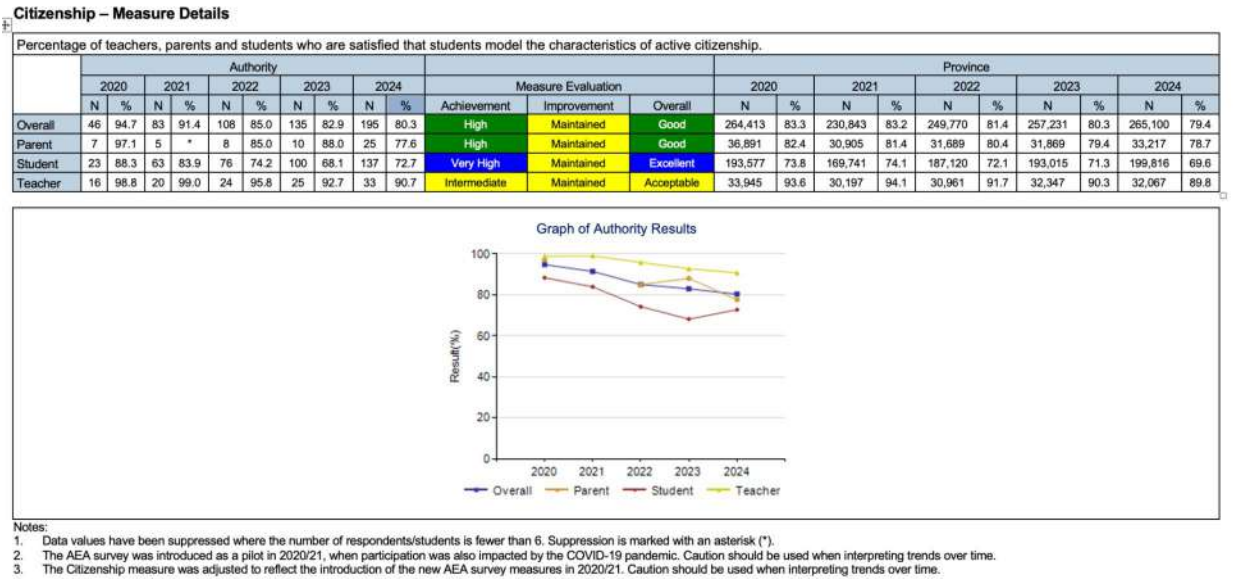 Citizenship – Measure Details
Percentage of teachers, parents and students who are satisfied that students model the characteristics of active citizenship.
Authority Province
2020 2021 2022 2023 2024 Measure Evaluation 2020 2021 2022 2023 2024
N % N % N % N % N % Achievement Improvement Overall N % N % N % N % N %
Overall 46 94.7 83 91.4 108 85.0 135 82.9 195 80.3 High Maintained Good 264,413 83.3 230,843 83.2 249,770 81.4 257,231 80.3 265,100 79.4
Parent 7 97.1 5 * 8 85.0 10 88.0 25 77.6 High Maintained Good 36,891 82.4 30,905 81.4 31,689 80.4 31,869 79.4 33,217 78.7
Student 23 88.3 63 83.9 76 74.2 100 68.1 137 72.7 Very High Maintained Excellent 193,577 73.8 169,741 74.1 187,120 72.1 193,015 71.3 199,816 69.6
Teacher 16 98.8 20 99.0 24 95.8 25 92.7 33 90.7 Intermediate Maintained Acceptable 33,945 93.6 30,197 94.1 30,961 91.7 32,347 90.3 32,067 89.8
Graph of Authority Results
100
80
60
Result(%)
40
20
0
2020 2021 2022 2023 2024
Overall Parent Student Teacher
Notes:
1. Data values have been suppressed where the number of respondents/students is fewer than 6. Suppression is marked with an asterisk (*).
2. The AEA survey was introduced as a pilot in 2020/21, when participation was also impacted by the COVID-19 pandemic. Caution should be used when interpreting trends over time.
3. The Citizenship measure was adjusted to reflect the introduction of the new AEA survey measures in 2020/21. Caution should be used when interpreting trends over time.